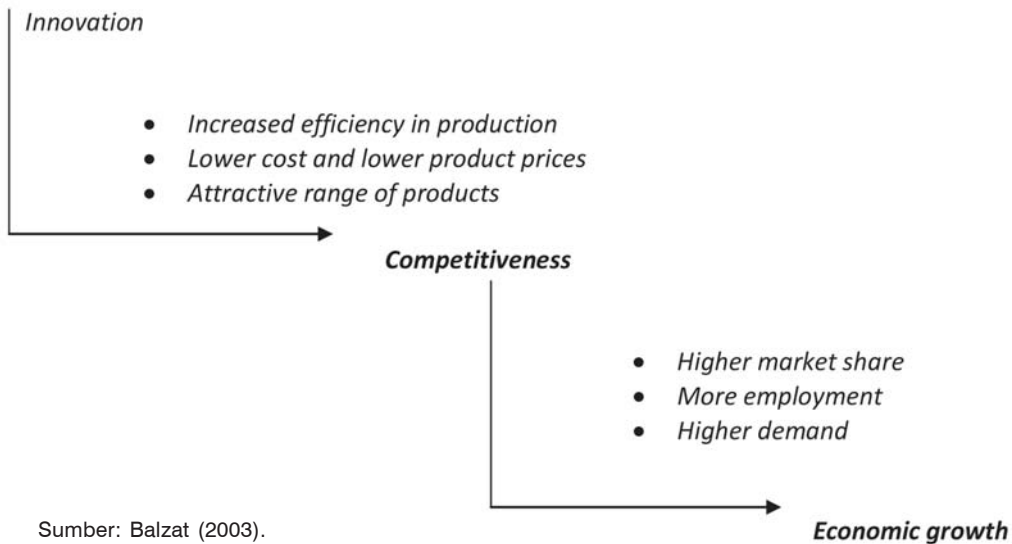 Innovation
• Increased efficiency in production
• Lower cost and lower product prices
• Attractive range of products
Competitiveness
• Higher market share
• More employment
• Higher demand
Sumber: Balzat (2003).
Economic growth